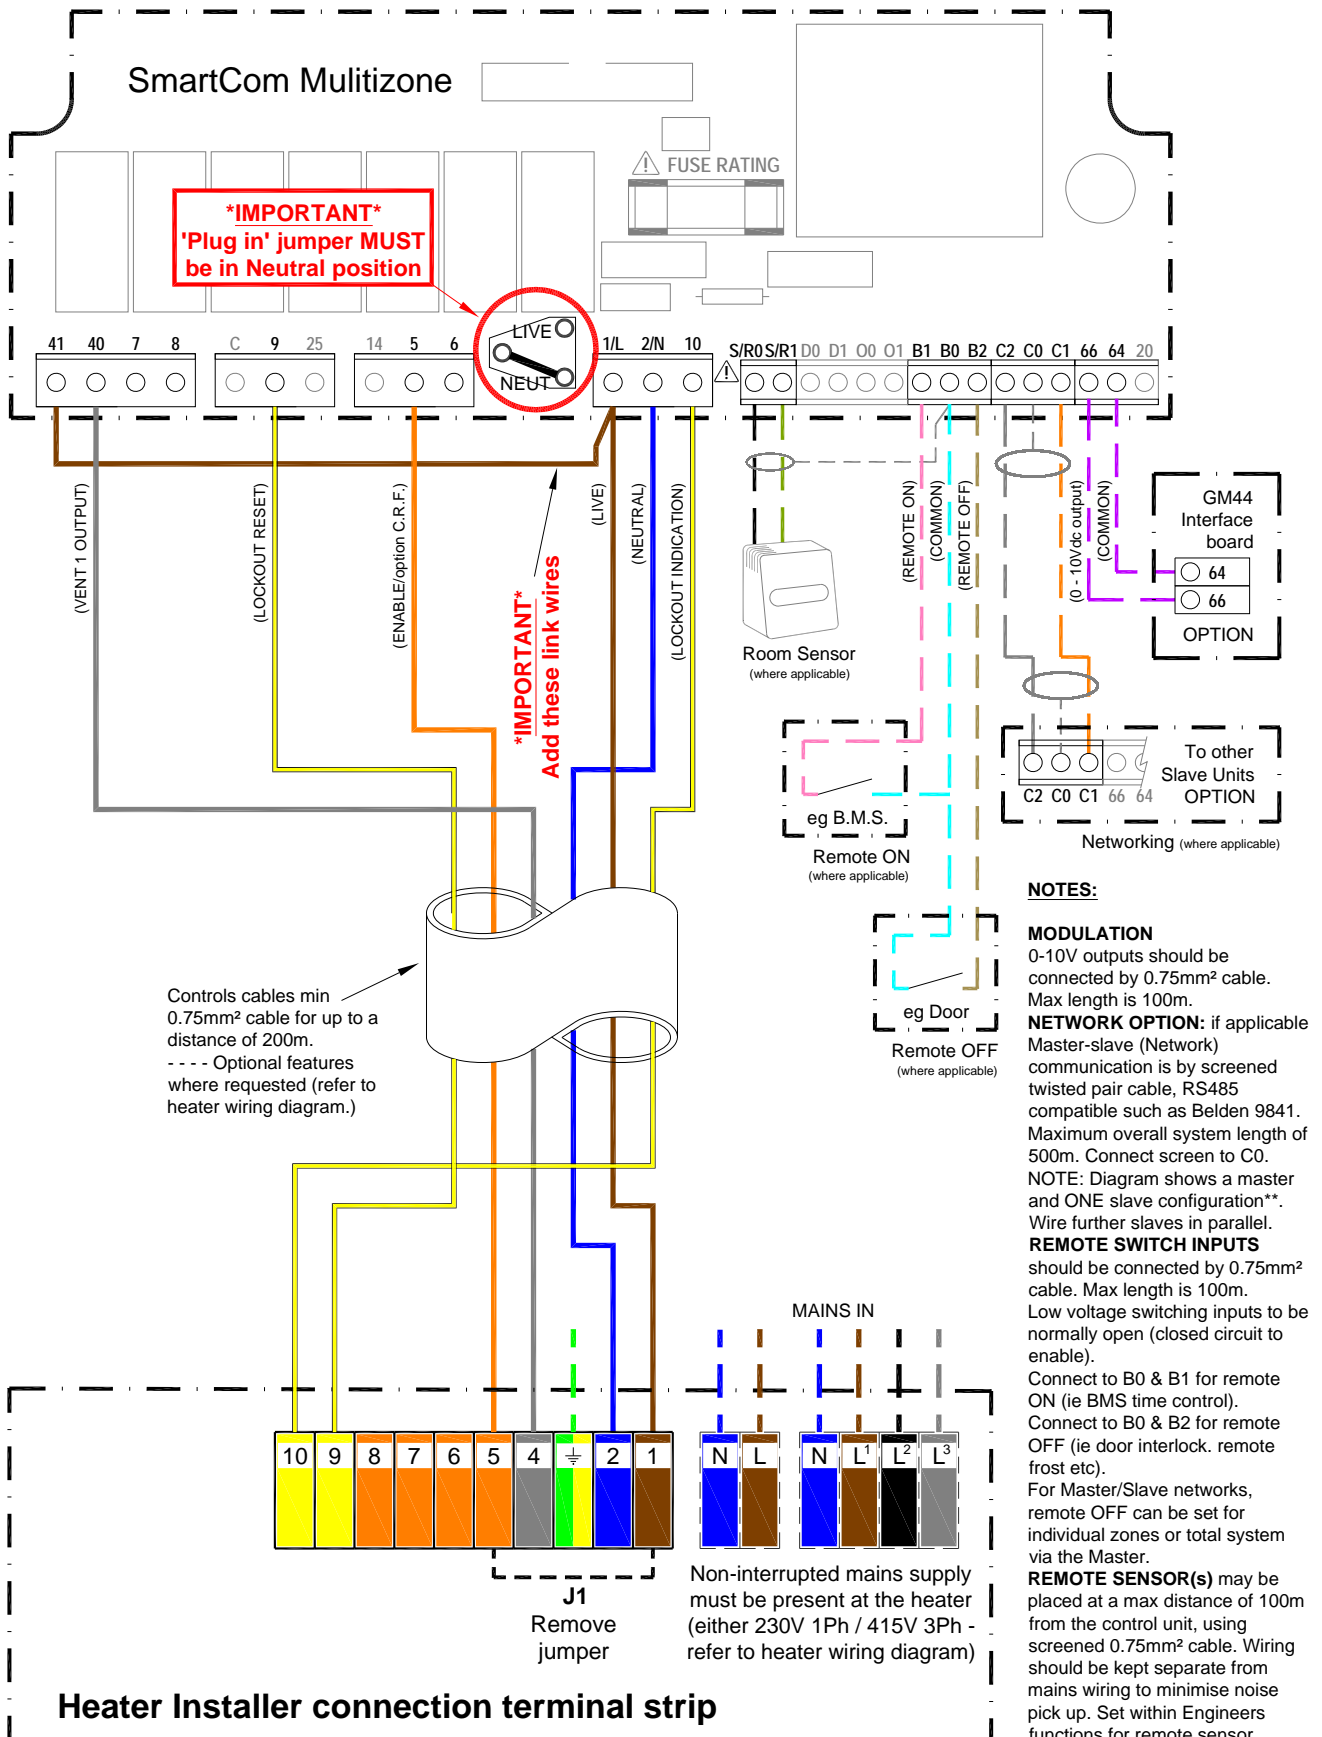 SmartCom Mulitizone
FUSE RATING
*IMPORTANT*
'Plug in' jumper MUST
be in Neutral position
LIVE
NEUT
41 40 7 8
C 9 25
14 5 6
1/L 2/N 10
S/R0 S/R1 D0 D1 O0 O1 B1 B0 B2 C2 C0 C1 66 64 20
(VENT 1 OUTPUT)
(LOCKOUT RESET)
(ENABLE/option C.R.F.)
*IMPORTANT*
Add these link wires
(LIVE)
(NEUTRAL)
(LOCKOUT INDICATION)
(REMOTE ON)
(COMMON)
(REMOTE OFF)
(0 - 10Vdc output)
(COMMON)
GM44
Interface
board
64
66
OPTION
Room Sensor
(where applicable)
eg B.M.S.
Remote ON
(where applicable)
To other
Slave Units
OPTION
C2 C0 C1 66 64
Networking (where applicable)
eg Door
Remote OFF
(where applicable)
Controls cables min
0.75mm² cable for up to a
distance of 200m.
- - - - Optional features
where requested (refer to
heater wiring diagram.)
NOTES:
MODULATION
0-10V outputs should be
connected by 0.75mm² cable.
Max length is 100m.
NETWORK OPTION: if applicable
Master-slave (Network)
communication is by screened
twisted pair cable, RS485
compatible such as Belden 9841.
Maximum overall system length of
500m. Connect screen to C0.
NOTE: Diagram shows a master
and ONE slave configuration**.
Wire further slaves in parallel.
REMOTE SWITCH INPUTS
should be connected by 0.75mm²
cable. Max length is 100m.
Low voltage switching inputs to be
normally open (closed circuit to
enable).
Connect to B0 & B1 for remote
ON (ie BMS time control).
Connect to B0 & B2 for remote
OFF (ie door interlock. remote
frost etc).
For Master/Slave networks,
remote OFF can be set for
individual zones or total system
via the Master.
REMOTE SENSOR(s) may be
placed at a max distance of 100m
from the control unit, using
screened 0.75mm² cable. Wiring
should be kept separate from
mains wiring to minimise noise
pick up. Set within Engineers
functions for remote sensor
MAINS IN
10 9 8 7 6 5 4 2 1
N L N L¹ L² L³
J1
Remove
jumper
Non-interrupted mains supply
must be present at the heater
(either 230V 1Ph / 415V 3Ph -
refer to heater wiring diagram)
Heater Installer connection terminal strip